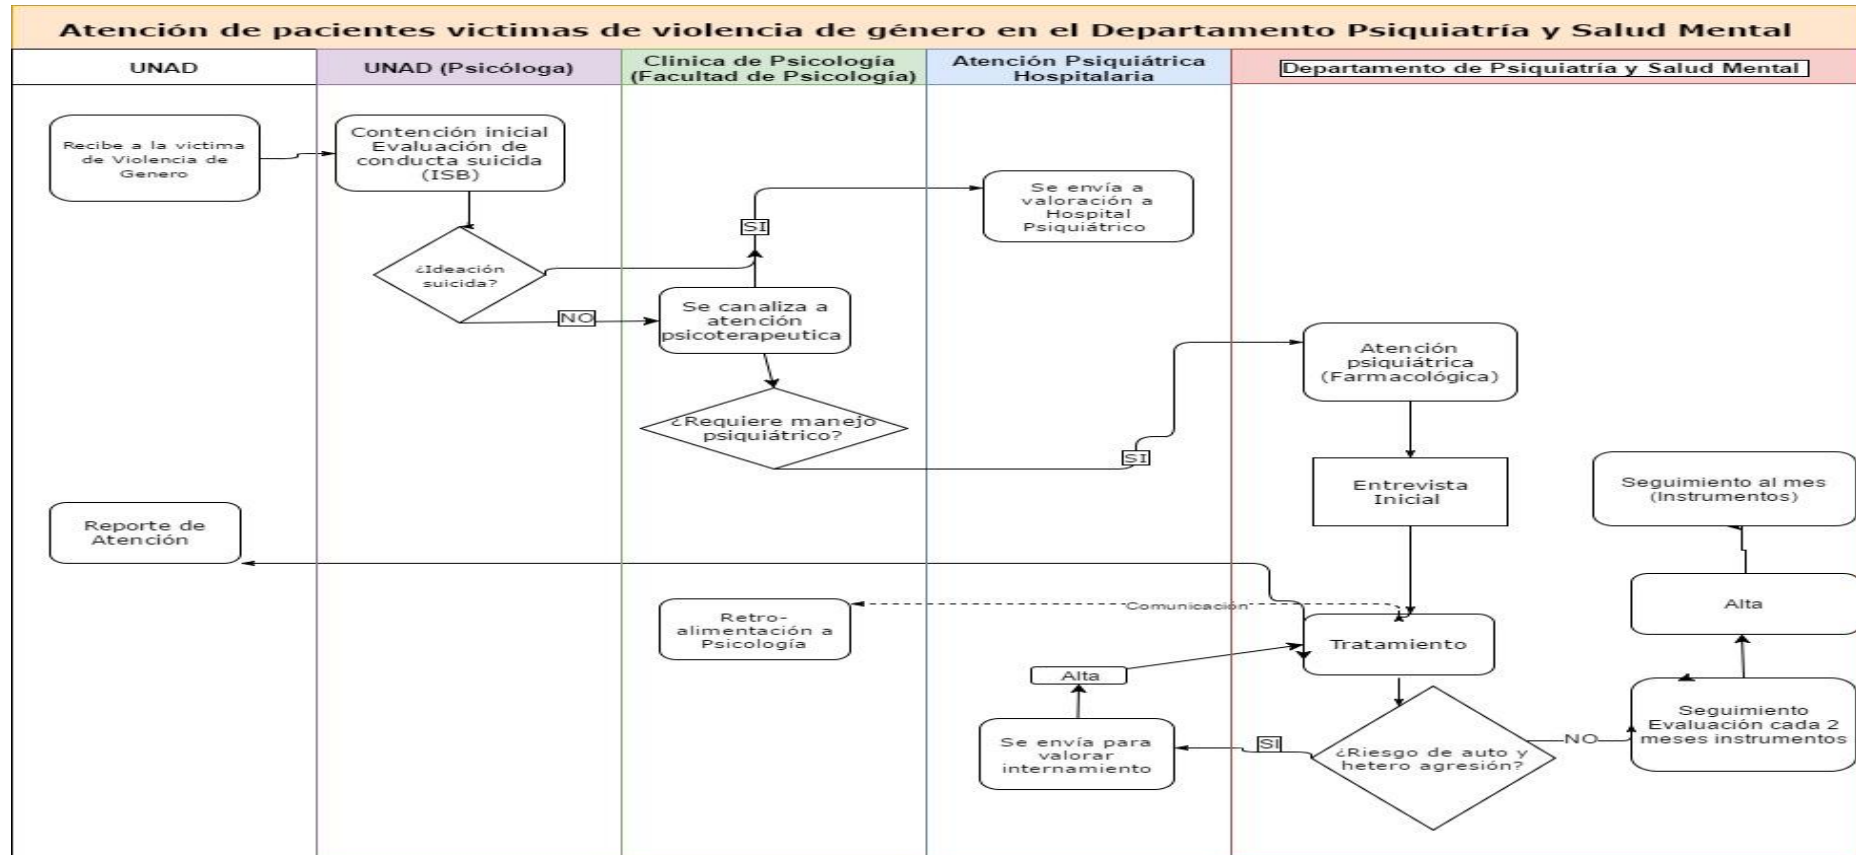 Atención de pacientes victimas de violencia de género en el Departamento Psiquiatría y Salud Mental
UNAD
UNAD (Psicóloga)
Clinica de Psicología
(Facultad de Psicología)
Atención Psiquiátrica
Hospitalaria
Departamento de Psiquiatría y Salud Mental
Recibe a la victima
de Violencia de
Genero
Contención inicial
Evaluación de
conducta suicida
(ISB)
¿Ideación
suicida?
SI
NO
Se envía a
valoración a
Hospital
Psiquiátrico
Se canaliza a
atención
psicoterapeutica
¿Requiere manejo
psiquiátrico?
SI
Atención
psiquiátrica
(Farmacológica)
Entrevista
Inicial
Seguimiento al mes
(Instrumentos)
Reporte de
Atención
Alta
Comunicación
Retro-
alimentación a
Psicología
Tratamiento
Alta
Se envía para
valorar
internamiento
SI
¿Riesgo de auto y
hetero agresión?
NO
Seguimiento
Evaluación cada 2
meses instrumentos